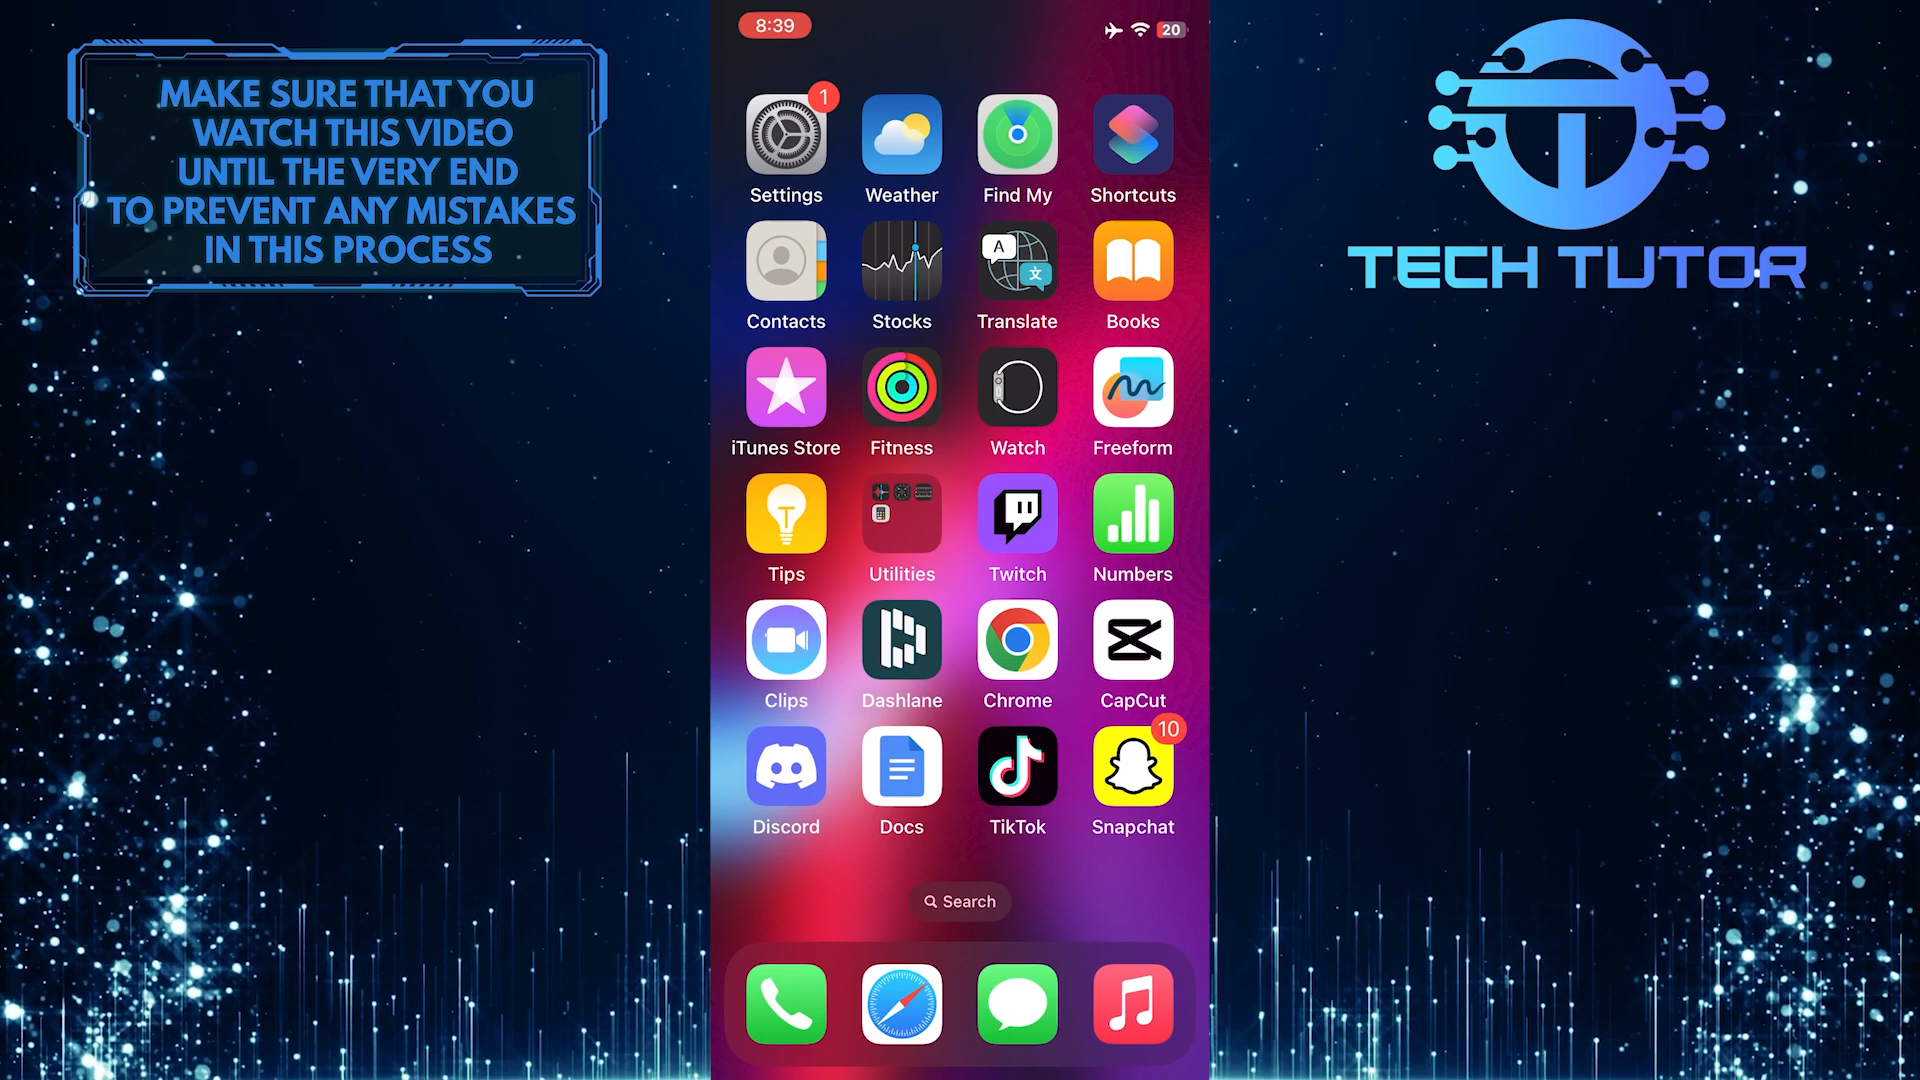 MAKE SURE THAT YOU
WATCH THIS VIDEO
UNTIL THE VERY END
TO PREVENT ANY MISTAKES
IN THIS PROCESS
8:39
20
TECH TUTOR
1
Settings
Weather
Find My
Shortcuts
A
文
Contacts
Stocks
Translate
Books
iTunes Store
Fitness
Watch
Freeform
Tips
Utilities
Twitch
Numbers
Clips
Dashlane
Chrome
CapCut
10
Discord
Docs
TikTok
Snapchat
Search